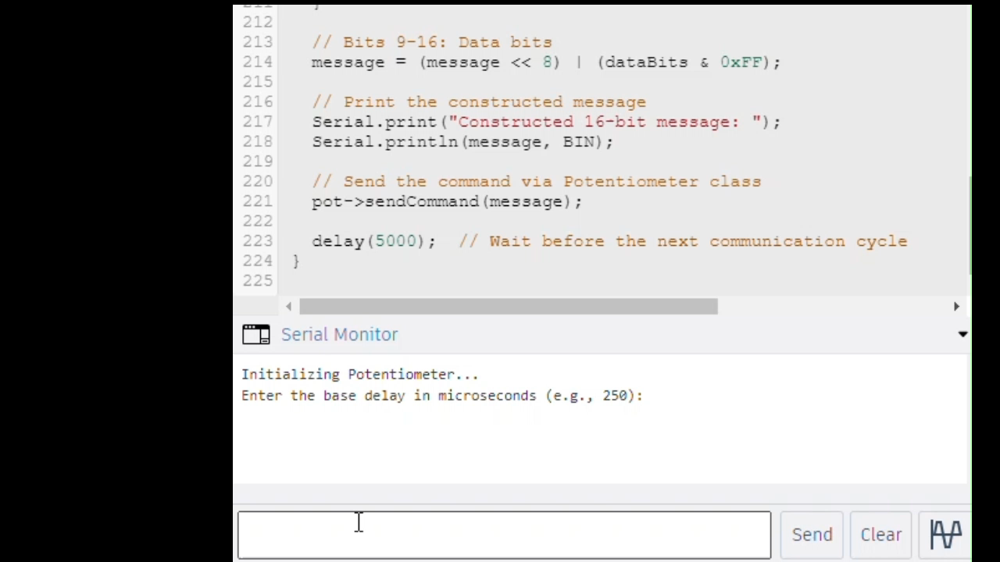 212
213 // Bits 9-16: Data bits
214 message = (message << 8) | (dataBits & 0xFF);
215
216 // Print the constructed message
217 Serial.print("Constructed 16-bit message: ");
218 Serial.println(message, BIN);
219
220 // Send the command via Potentiometer class
221 pot->sendCommand(message);
222
223 delay(5000);  // Wait before the next communication cycle
224 }
225
Serial Monitor
Initializing Potentiometer...
Enter the base delay in microseconds (e.g., 250):
Send Clear